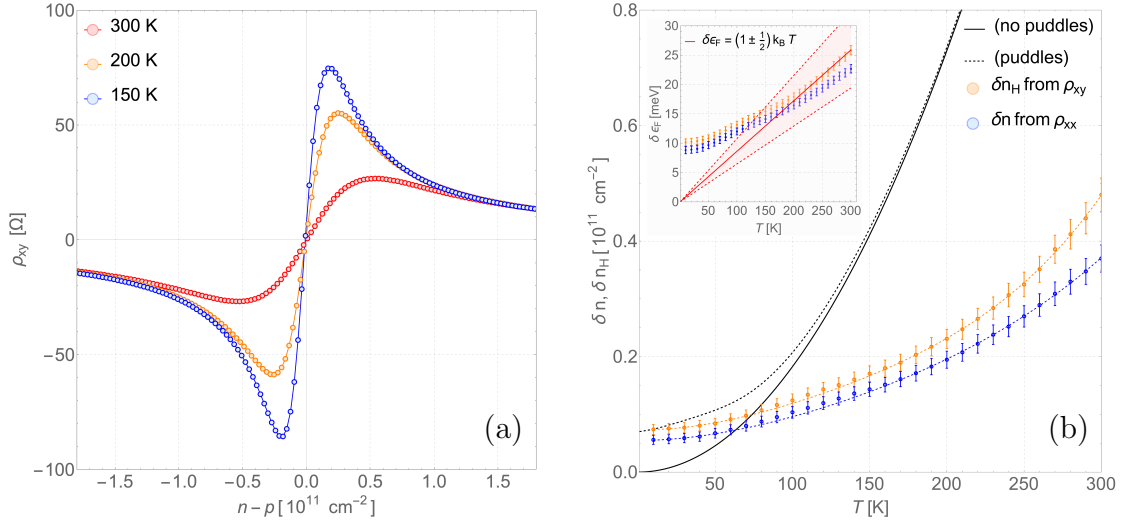 300 K
200 K
150 K
100
50
0
−50
−100
ρxy [Ω]
−1.5 −1.0 −0.5 0.0 0.5 1.0 1.5
n − p [10¹¹ cm⁻²]
(a)
0.8
0.6
0.4
0.2
0.0
δ n, δ nH [10¹¹ cm⁻²]
50 100 150 200 250 300
T [K]
(no puddles)
(puddles)
δnH from ρxy
δn from ρxx
(b)
δϵF = (1 ± 1/2) kB T
30
25
20
15
10
5
0
δ ϵF [meV]
50 100 150 200 250 300
T [K]